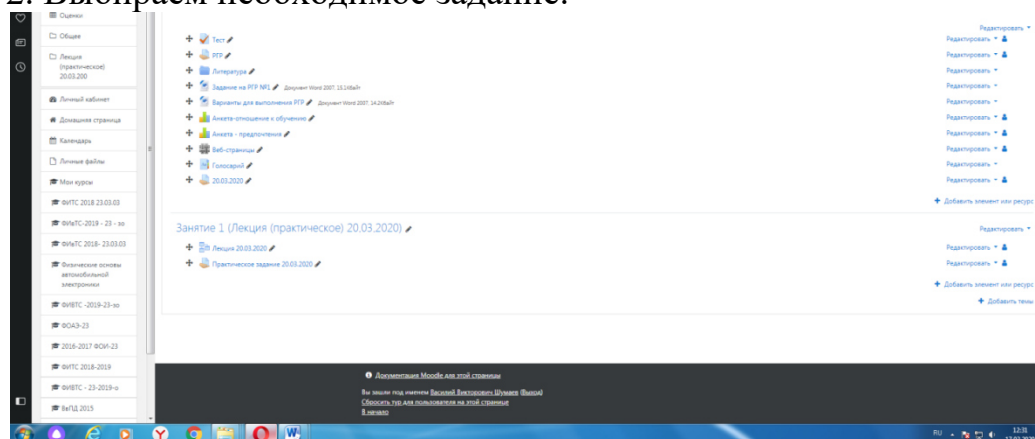 2. Выбираем необходимое задание.
Оценки
Общее
Лекция
(практическое)
20.03.200
Личный кабинет
Домашняя страница
Календарь
Личные файлы
Мои курсы
ФИТС 2018 23.03.03
ФИвТС-2019 - 23 - зо
ФИвТС 2018- 23.03.03
Физические основы
автомобильной
электроники
ФИВТС -2019-23-зо
ФОАЭ-23
2016-2017 ФОИ-23
ФИТС 2018-2019
ФИВТС - 23-2019-о
ВеПД 2015
Редактировать
Тест Редактировать
РГР Редактировать
Литература Редактировать
Задание на РГР №1 Документ Word 2007, 15.1Кбайт Редактировать
Варианты для выполнения РГР Документ Word 2007, 14.2Кбайт Редактировать
Анкета-отношение к обучению Редактировать
Анкета - предпочтения Редактировать
Веб-страницы Редактировать
Голосарий Редактировать
20.03.2020 Редактировать
Добавить элемент или ресурс
Занятие 1 (Лекция (практическое) 20.03.2020) Редактировать
Лекция 20.03.2020 Редактировать
Практическое задание 20.03.2020 Редактировать
Добавить элемент или ресурс
Добавить темы
Документация Moodle для этой страницы
Вы зашли под именем Василий Викторович Шумаев (Выход)
Сбросить тур для пользователя на этой странице
В начало
RU 12:31